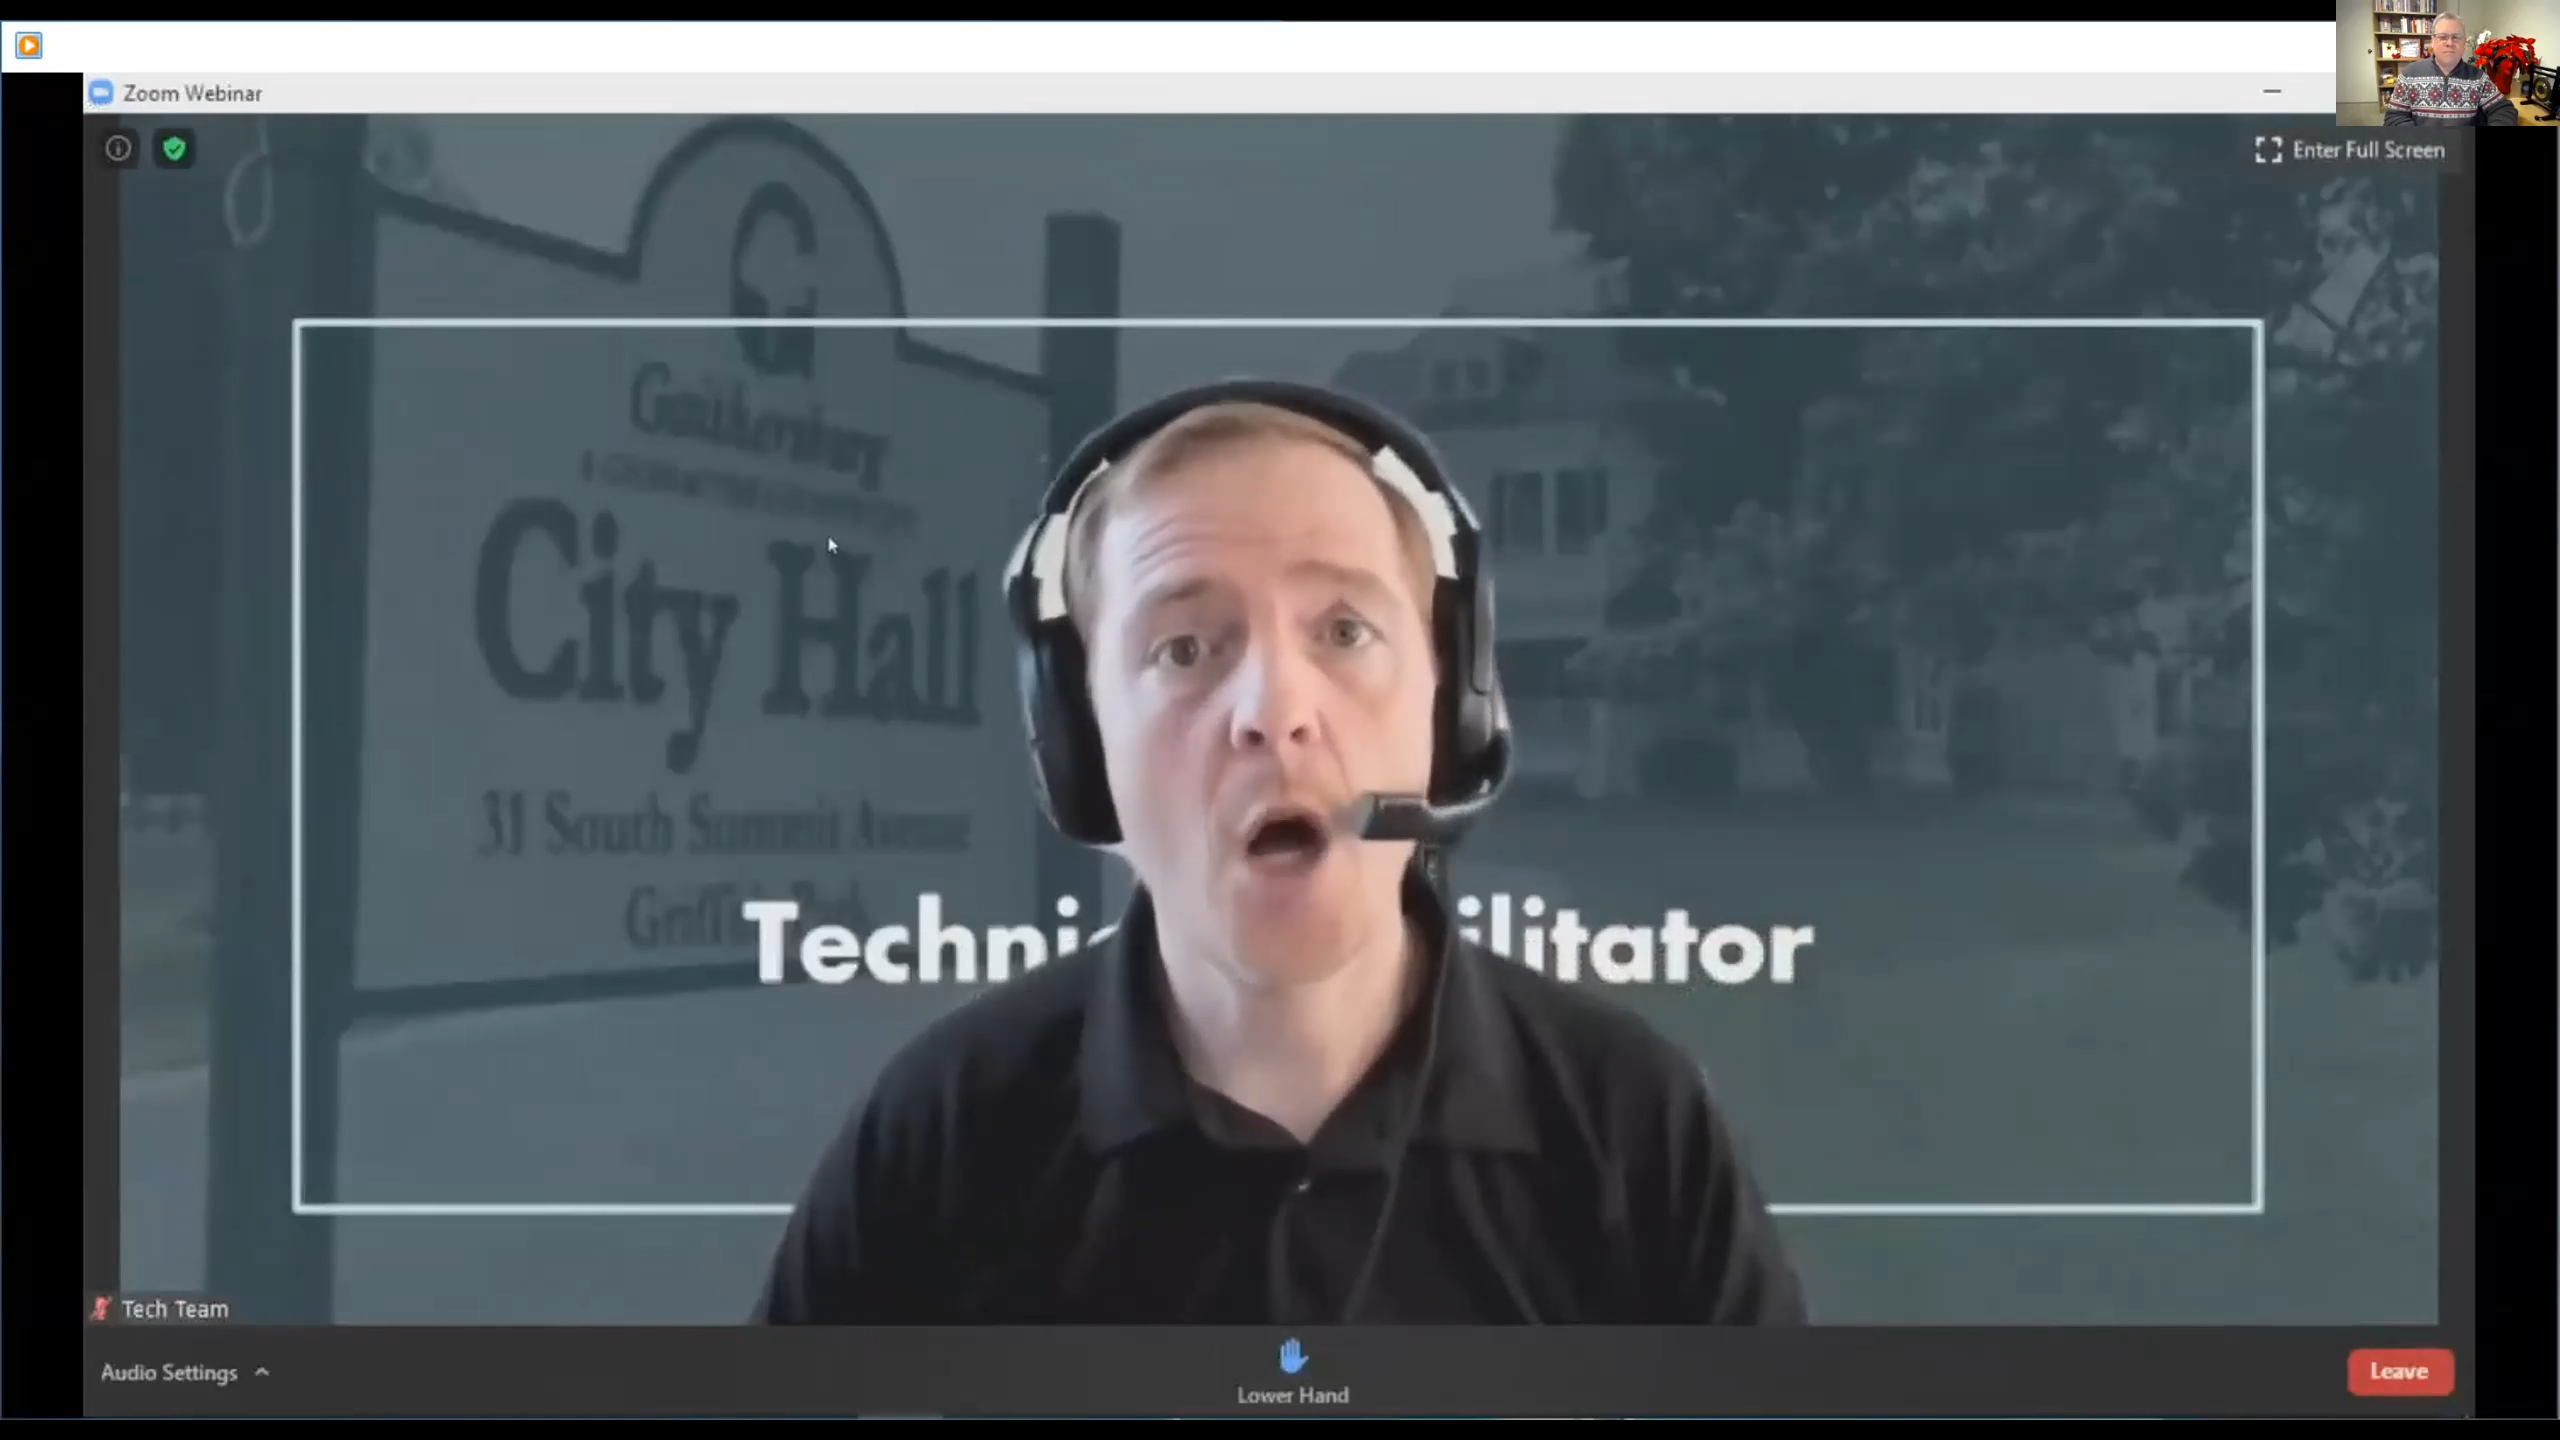 Zoom Webinar
Enter Full Screen
G
Gaithersburg
City Hall
31 South Summit Avenue
Techni
ilitator
Tech Team
Audio Settings
Lower Hand
Leave